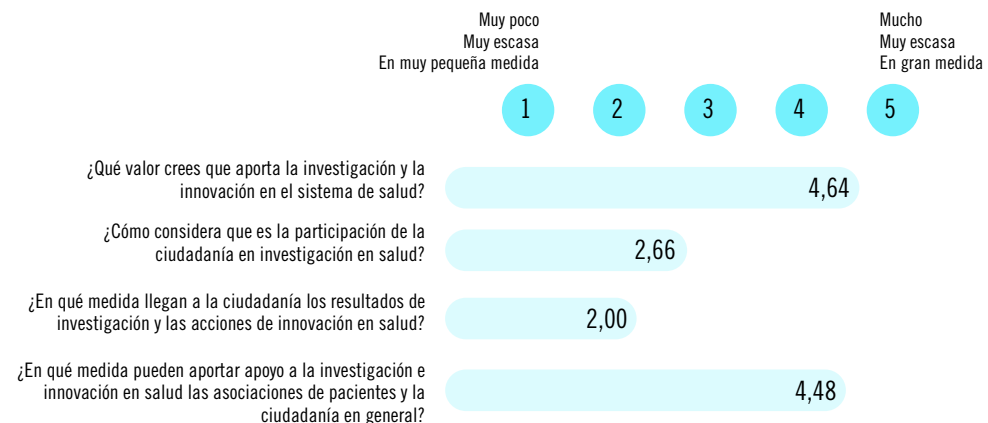 Muy poco
Muy escasa
En muy pequeña medida
Mucho
Muy escasa
En gran medida
1 2 3 4 5
¿Qué valor crees que aporta la investigación y la
innovación en el sistema de salud?
4,64
¿Cómo considera que es la participación de la
ciudadanía en investigación en salud?
2,66
¿En qué medida llegan a la ciudadanía los resultados de
investigación y las acciones de innovación en salud?
2,00
¿En qué medida pueden aportar apoyo a la investigación e
innovación en salud las asociaciones de pacientes y la
ciudadanía en general?
4,48